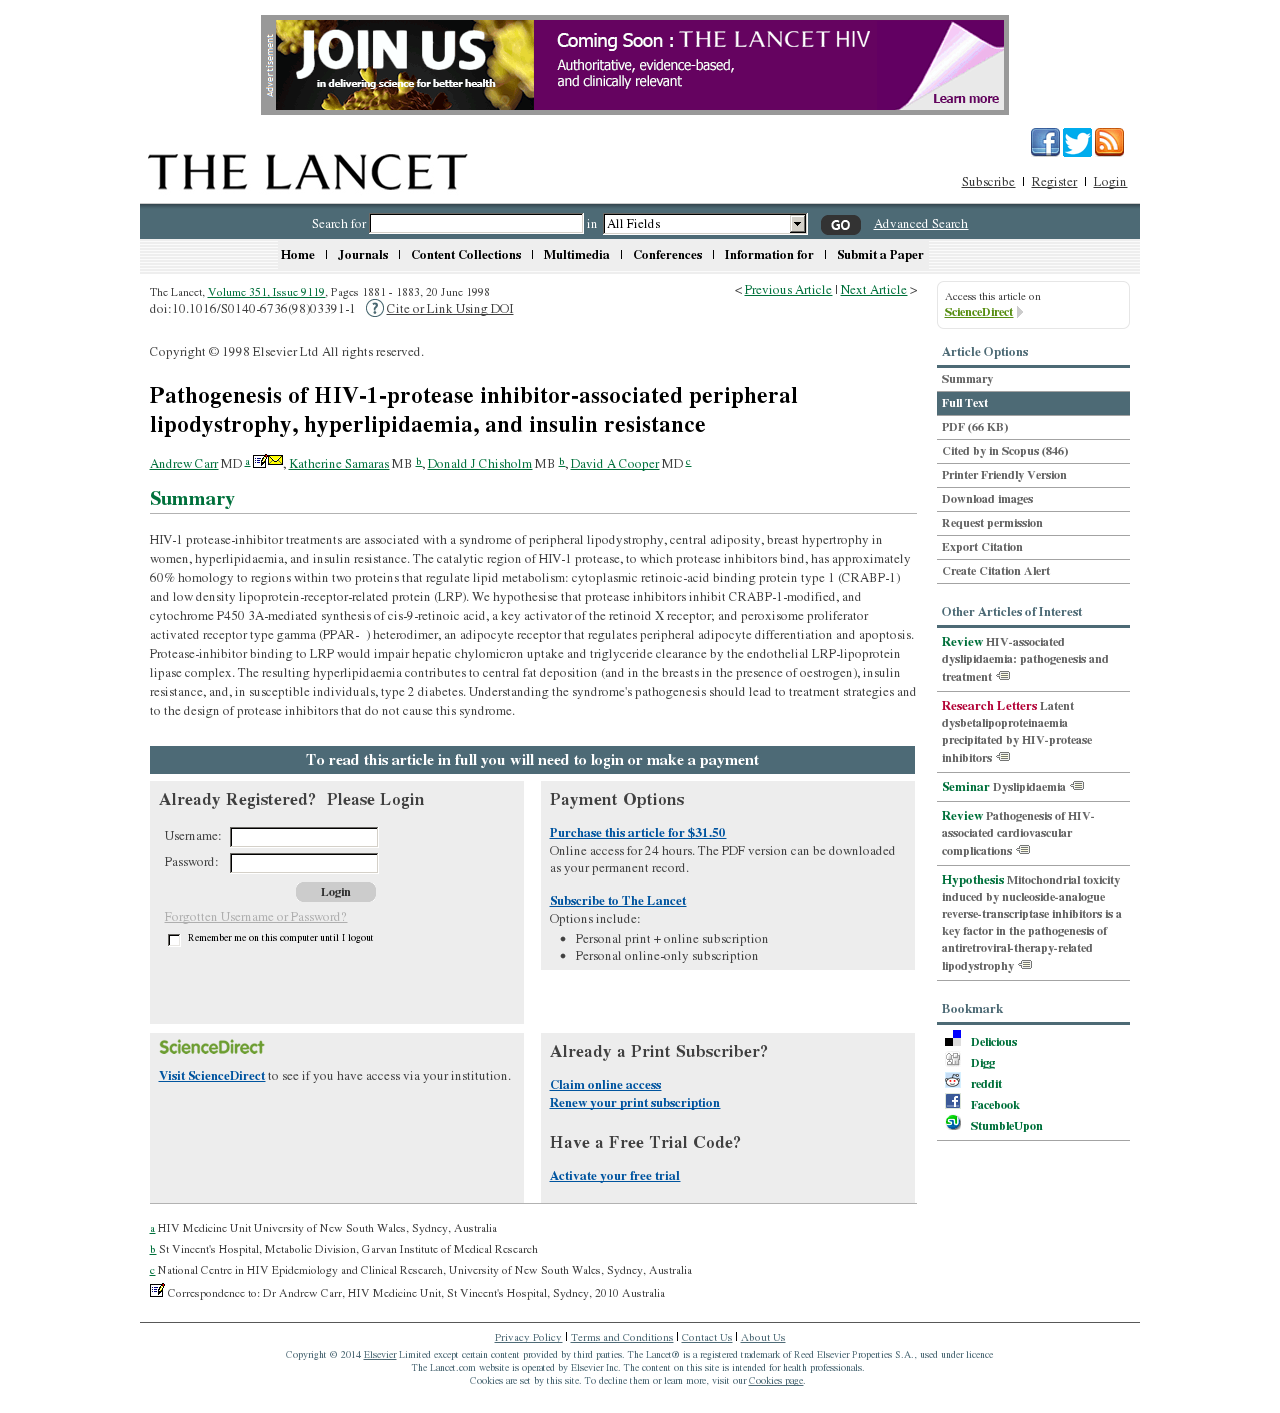 Advertisement
JOIN US
in delivering science for better health
Coming Soon : THE LANCET HIV
Authoritative, evidence-based,
and clinically relevant
Learn more
THE LANCET
Subscribe | Register | Login
Search for in All Fields GO Advanced Search
Home | Journals | Content Collections | Multimedia | Conferences | Information for | Submit a Paper
The Lancet, Volume 351, Issue 9119, Pages 1881 - 1883, 20 June 1998
< Previous Article | Next Article >
doi:10.1016/S0140-6736(98)03391-1 ? Cite or Link Using DOI
Copyright © 1998 Elsevier Ltd All rights reserved.
Pathogenesis of HIV-1-protease inhibitor-associated peripheral
lipodystrophy, hyperlipidaemia, and insulin resistance
Andrew Carr MD a, Katherine Samaras MB b, Donald J Chisholm MB b, David A Cooper MD c
Summary
HIV-1 protease-inhibitor treatments are associated with a syndrome of peripheral lipodystrophy, central adiposity, breast hypertrophy in
women, hyperlipidaemia, and insulin resistance. The catalytic region of HIV-1 protease, to which protease inhibitors bind, has approximately
60% homology to regions within two proteins that regulate lipid metabolism: cytoplasmic retinoic-acid binding protein type 1 (CRABP-1)
and low density lipoprotein-receptor-related protein (LRP). We hypothesise that protease inhibitors inhibit CRABP-1-modified, and
cytochrome P450 3A-mediated synthesis of cis-9-retinoic acid, a key activator of the retinoid X receptor; and peroxisome proliferator
activated receptor type gamma (PPAR- ) heterodimer, an adipocyte receptor that regulates peripheral adipocyte differentiation and apoptosis.
Protease-inhibitor binding to LRP would impair hepatic chylomicron uptake and triglyceride clearance by the endothelial LRP-lipoprotein
lipase complex. The resulting hyperlipidaemia contributes to central fat deposition (and in the breasts in the presence of oestrogen), insulin
resistance, and, in susceptible individuals, type 2 diabetes. Understanding the syndrome's pathogenesis should lead to treatment strategies and
to the design of protease inhibitors that do not cause this syndrome.
To read this article in full you will need to login or make a payment
Already Registered? Please Login
Username:
Password:
Login
Forgotten Username or Password?
Remember me on this computer until I logout
Payment Options
Purchase this article for $31.50
Online access for 24 hours. The PDF version can be downloaded
as your permanent record.
Subscribe to The Lancet
Options include:
• Personal print + online subscription
• Personal online-only subscription
ScienceDirect
Visit ScienceDirect to see if you have access via your institution.
Already a Print Subscriber?
Claim online access
Renew your print subscription
Have a Free Trial Code?
Activate your free trial
a HIV Medicine Unit University of New South Wales, Sydney, Australia
b St Vincent's Hospital, Metabolic Division, Garvan Institute of Medical Research
c National Centre in HIV Epidemiology and Clinical Research, University of New South Wales, Sydney, Australia
Correspondence to: Dr Andrew Carr, HIV Medicine Unit, St Vincent's Hospital, Sydney, 2010 Australia
Access this article on
ScienceDirect
Article Options
Summary
Full Text
PDF (66 KB)
Cited by in Scopus (846)
Printer Friendly Version
Download images
Request permission
Export Citation
Create Citation Alert
Other Articles of Interest
Review HIV-associated
dyslipidaemia: pathogenesis and
treatment
Research Letters Latent
dysbetalipoproteinaemia
precipitated by HIV-protease
inhibitors
Seminar Dyslipidaemia
Review Pathogenesis of HIV-
associated cardiovascular
complications
Hypothesis Mitochondrial toxicity
induced by nucleoside-analogue
reverse-transcriptase inhibitors is a
key factor in the pathogenesis of
antiretroviral-therapy-related
lipodystrophy
Bookmark
Delicious
Digg
reddit
Facebook
StumbleUpon
Privacy Policy | Terms and Conditions | Contact Us | About Us
Copyright © 2014 Elsevier Limited except certain content provided by third parties. The Lancet® is a registered trademark of Reed Elsevier Properties S.A., used under licence
The Lancet.com website is operated by Elsevier Inc. The content on this site is intended for health professionals.
Cookies are set by this site. To decline them or learn more, visit our Cookies page.